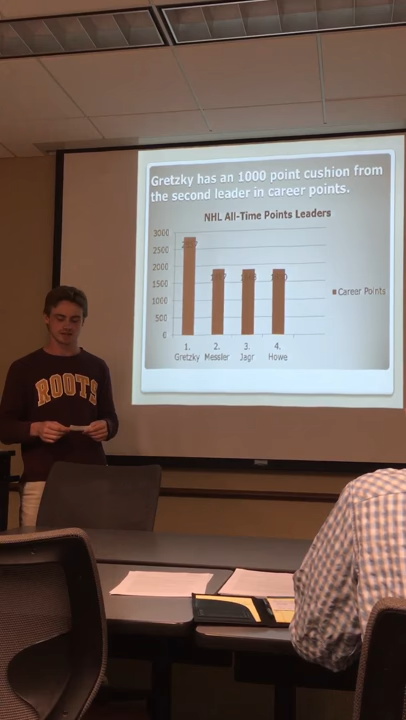 Gretzky has an 1000 point cushion from
the second leader in career points.
NHL All-Time Points Leaders
3000
2500
2000
1500
1000
500
0
1. 2. 3. 4.
Gretzky Messier Jagr Howe
Career Points
ROOTS